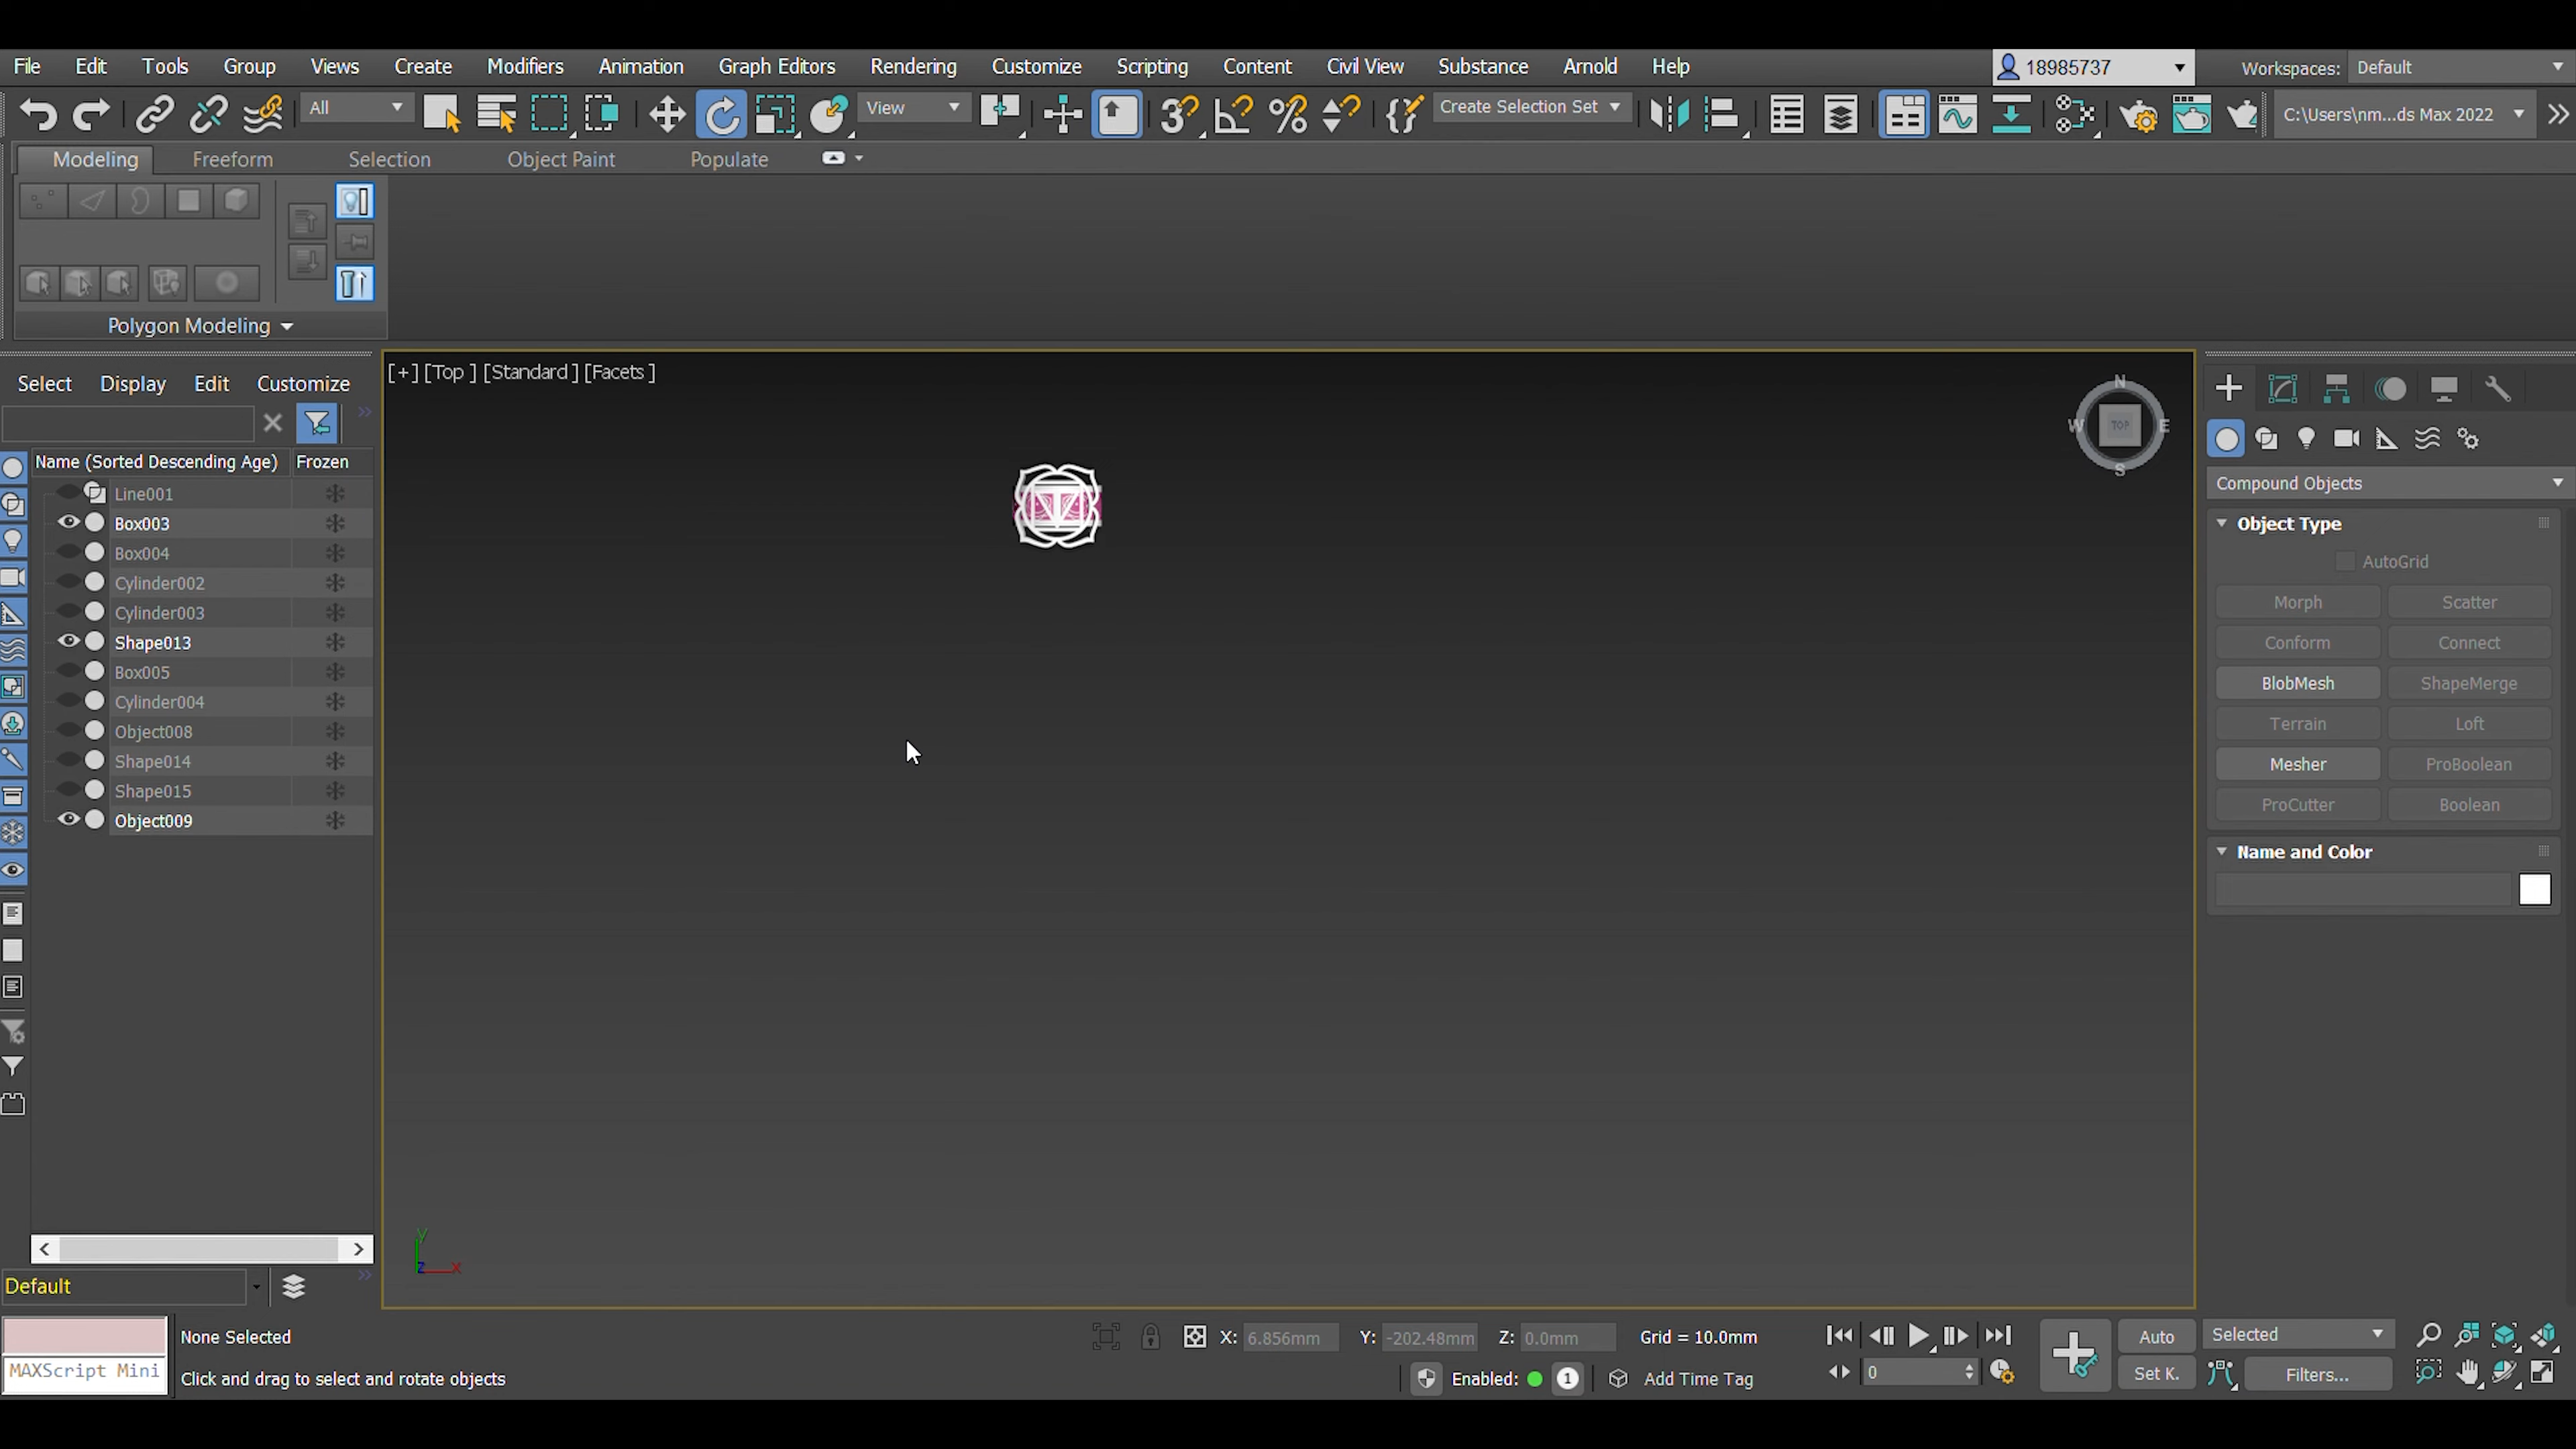 File Edit Tools Group Views Create Modifiers Animation Graph Editors Rendering Customize Scripting Content Civil View Substance Arnold Help 18985737 Workspaces: Default
All View Create Selection Set C:\Users\nm...ds Max 2022
Modeling Freeform Selection Object Paint Populate
Polygon Modeling
Select Display Edit Customize
[+] [Top ] [Standard ] [Facets ]
N
W TOP E
S
Name (Sorted Descending Age) Frozen
Line001
Box003
Box004
Cylinder002
Cylinder003
Shape013
Box005
Cylinder004
Object008
Shape014
Shape015
Object009
Compound Objects
Object Type
AutoGrid
Morph Scatter
Conform Connect
BlobMesh ShapeMerge
Terrain Loft
Mesher ProBoolean
ProCutter Boolean
Name and Color
y
z x
Default
None Selected X: 6.856mm Y: -202.48mm Z: 0.0mm Grid = 10.0mm Auto Selected
MAXScript Mini Click and drag to select and rotate objects Enabled: 1 Add Time Tag 0 Set K. Filters...